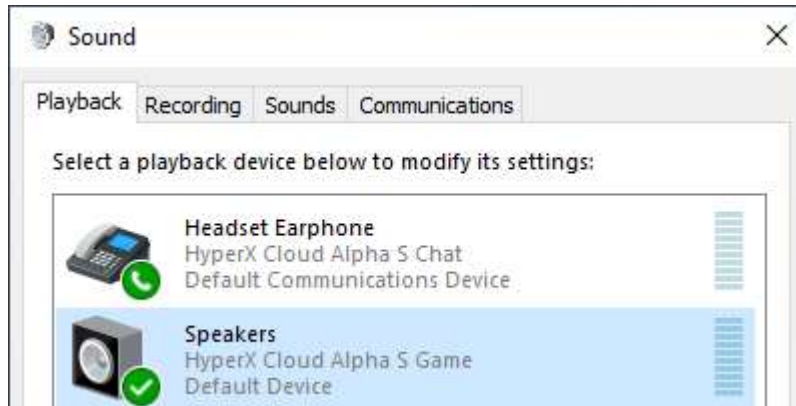 Sound
Playback Recording Sounds Communications
Select a playback device below to modify its settings:
Headset Earphone
HyperX Cloud Alpha S Chat
Default Communications Device
Speakers
HyperX Cloud Alpha S Game
Default Device